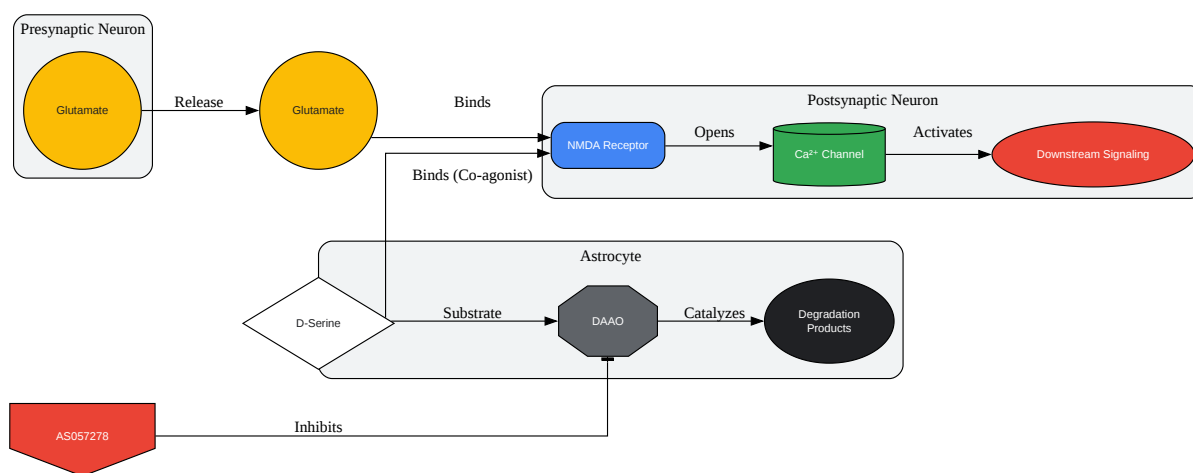 Presynaptic Neuron
Glutamate
Release
Glutamate
Binds
Binds (Co-agonist)
Postsynaptic Neuron
NMDA Receptor
Opens
Ca²⁺ Channel
Activates
Downstream Signaling
Astrocyte
D-Serine
Substrate
DAAO
Catalyzes
Degradation
Products
AS057278
Inhibits